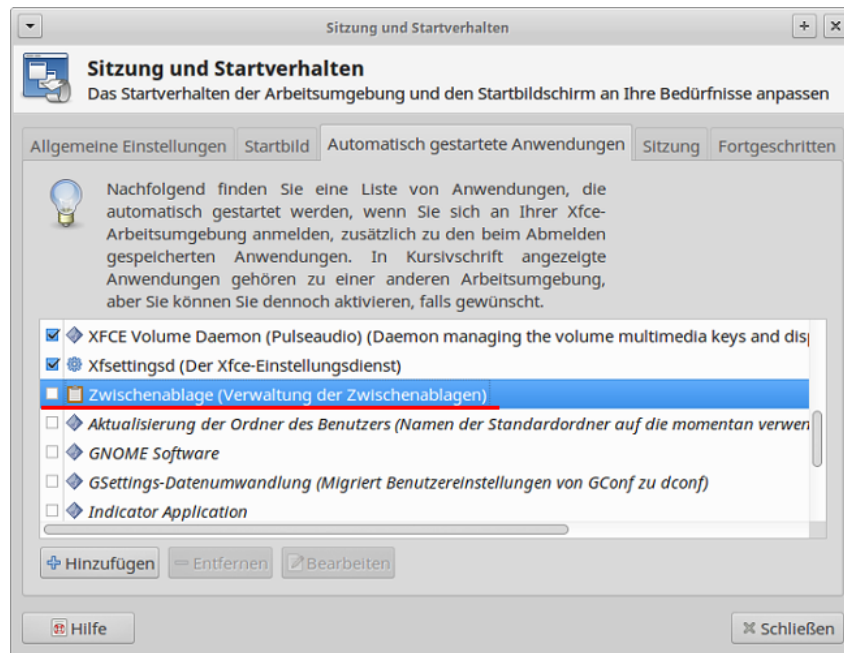 Sitzung und Startverhalten
Sitzung und Startverhalten
Das Startverhalten der Arbeitsumgebung und den Startbildschirm an Ihre Bedürfnisse anpassen
Allgemeine Einstellungen Startbild Automatisch gestartete Anwendungen Sitzung Fortgeschritten
Nachfolgend finden Sie eine Liste von Anwendungen, die
automatisch gestartet werden, wenn Sie sich an Ihrer Xfce-
Arbeitsumgebung anmelden, zusätzlich zu den beim Abmelden
gespeicherten Anwendungen. In Kursivschrift angezeigte
Anwendungen gehören zu einer anderen Arbeitsumgebung,
aber Sie können Sie dennoch aktivieren, falls gewünscht.
XFCE Volume Daemon (Pulseaudio) (Daemon managing the volume multimedia keys and
Xfsettingsd (Der Xfce-Einstellungsdienst)
Zwischenablage (Verwaltung der Zwischenablagen)
Aktualisierung der Ordner des Benutzers (Namen der Standardordner auf die momentan
GNOME Software
GSettings-Datenumwandlung (Migriert Benutzereinstellungen von GConf zu dconf)
Indicator Application
Hinzufügen Entfernen Bearbeiten
Hilfe Schließen